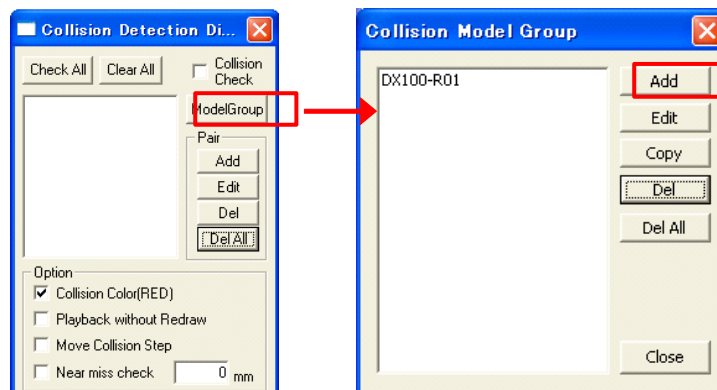 Collision Detection Di...
Check All Clear All Collision Check
ModelGroup
Pair
Add
Edit
Del
Del All
Option
Collision Color(RED)
Playback without Redraw
Move Collision Step
Near miss check 0 mm
Collision Model Group
DX100-R01
Add
Edit
Copy
Del
Del All
Close